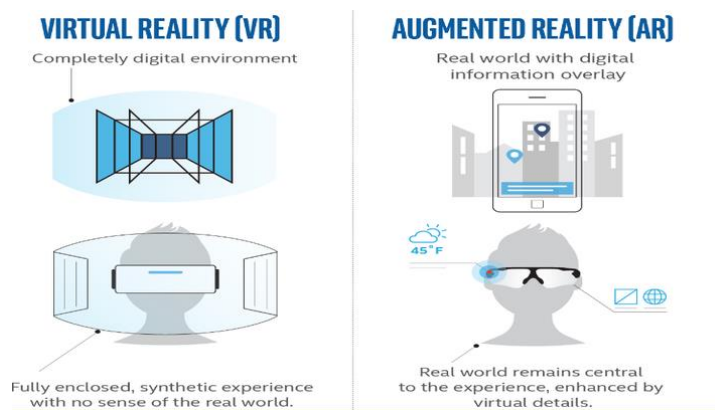 VIRTUAL REALITY (VR)
Completely digital environment
Fully enclosed, synthetic experience
with no sense of the real world.
AUGMENTED REALITY (AR)
Real world with digital
information overlay
45°F
Real world remains central
to the experience, enhanced by
virtual details.